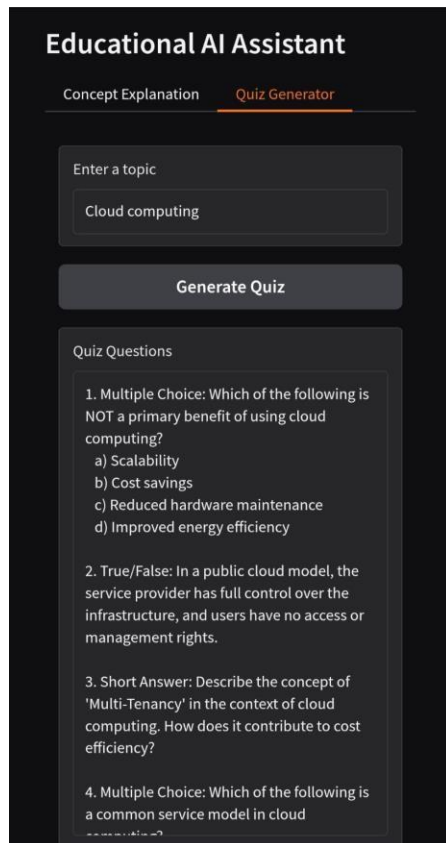 Educational AI Assistant
Concept Explanation Quiz Generator
Enter a topic
Cloud computing
Generate Quiz
Quiz Questions
1. Multiple Choice: Which of the following is
NOT a primary benefit of using cloud
computing?
a) Scalability
b) Cost savings
c) Reduced hardware maintenance
d) Improved energy efficiency
2. True/False: In a public cloud model, the
service provider has full control over the
infrastructure, and users have no access or
management rights.
3. Short Answer: Describe the concept of
'Multi-Tenancy' in the context of cloud
computing. How does it contribute to cost
efficiency?
4. Multiple Choice: Which of the following is
a common service model in cloud
computing?